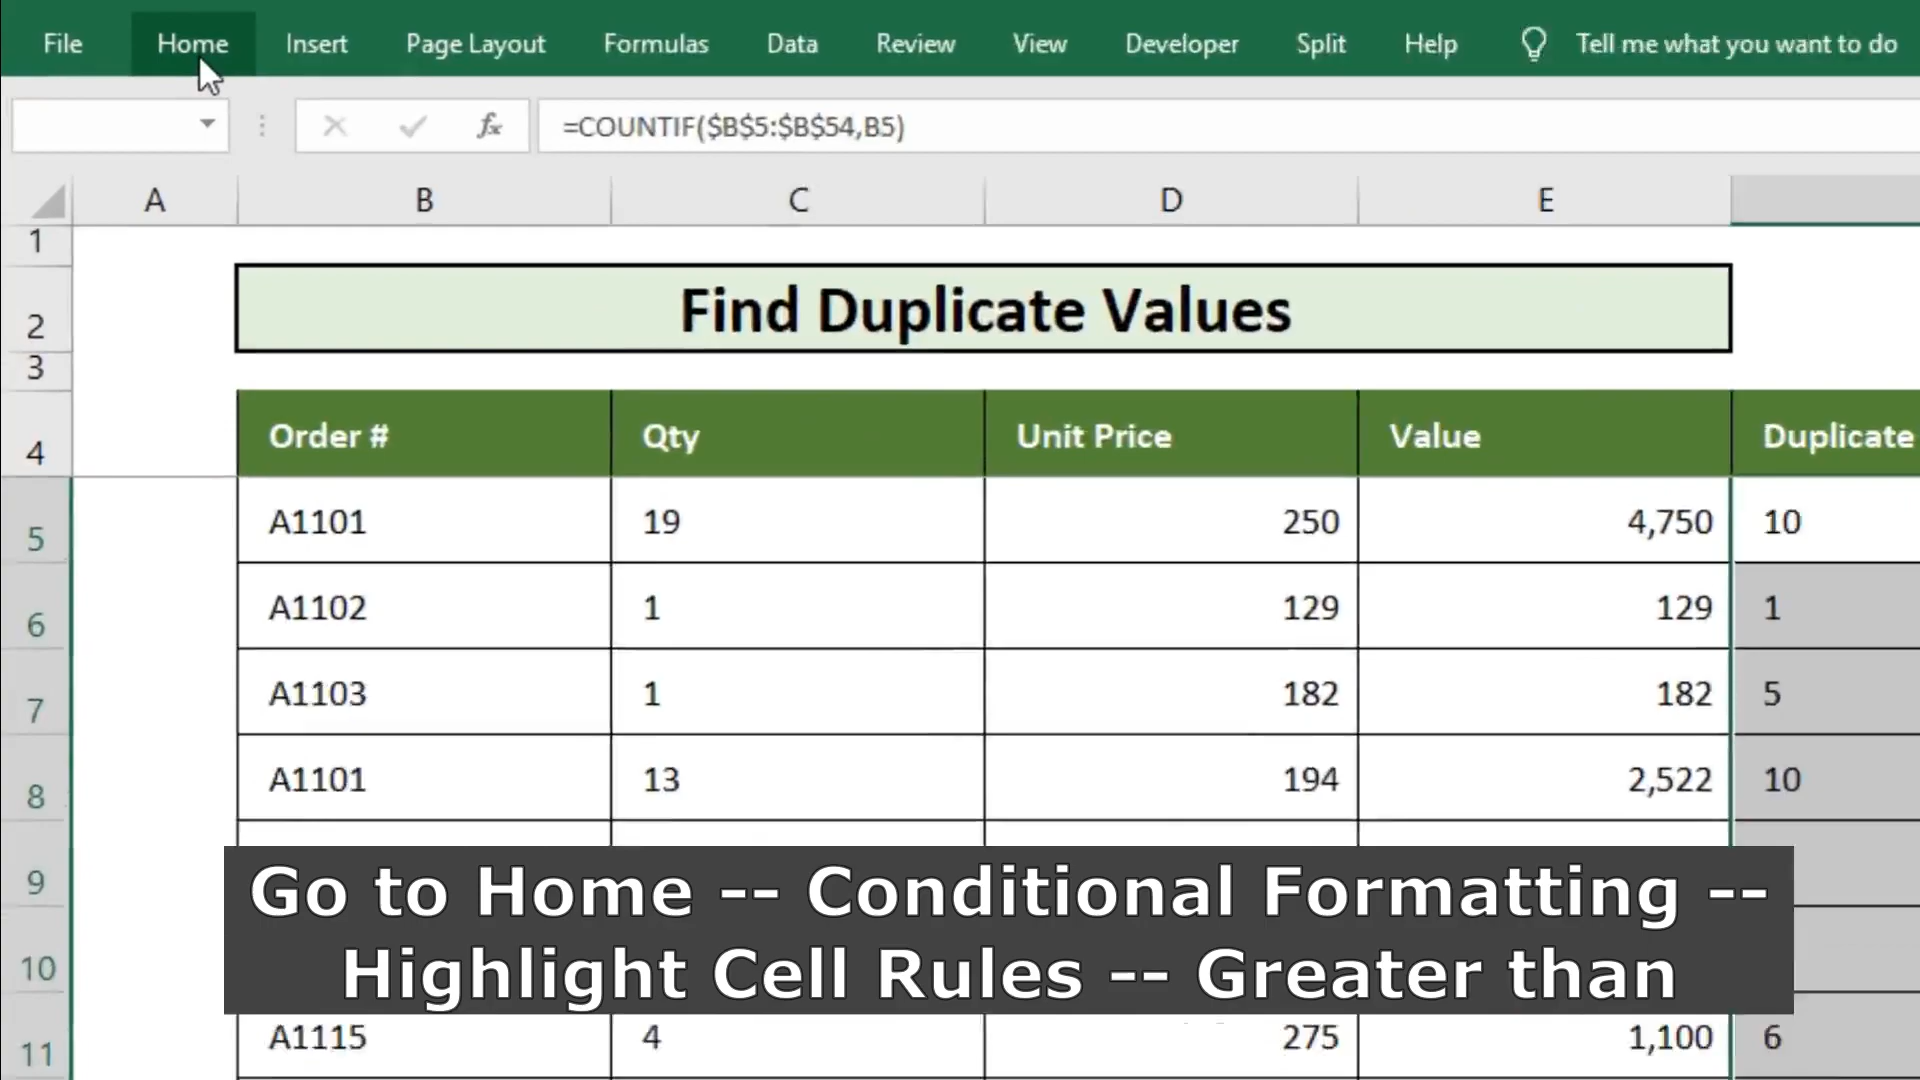 File Home Insert Page Layout Formulas Data Review View Developer Split Help Tell me what you want to do
fx =COUNTIF($B$5:$B$54,B5)
A B C D E
1
2 Find Duplicate Values
3
4 Order # Qty Unit Price Value Duplicate
5 A1101 19 250 4,750 10
6 A1102 1 129 129 1
7 A1103 1 182 182 5
8 A1101 13 194 2,522 10
9
Go to Home -- Conditional Formatting --
10
Highlight Cell Rules -- Greater than
11 A1115 4 275 1,100 6